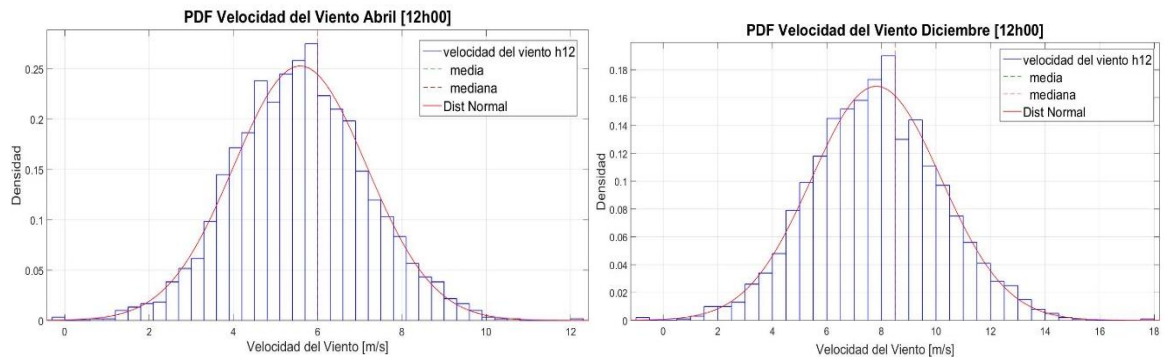 PDF Velocidad del Viento Abril [12h00]
velocidad del viento h12
media
mediana
Dist Normal
Densidad
0.25
0.2
0.15
0.1
0.05
0
0 2 4 6 8 10 12
Velocidad del Viento [m/s]
PDF Velocidad del Viento Diciembre [12h00]
velocidad del viento h12
media
mediana
Dist Normal
Densidad
0.18
0.16
0.14
0.12
0.1
0.08
0.06
0.04
0.02
0
0 2 4 6 8 10 12 14 16 18
Velocidad del Viento [m/s]